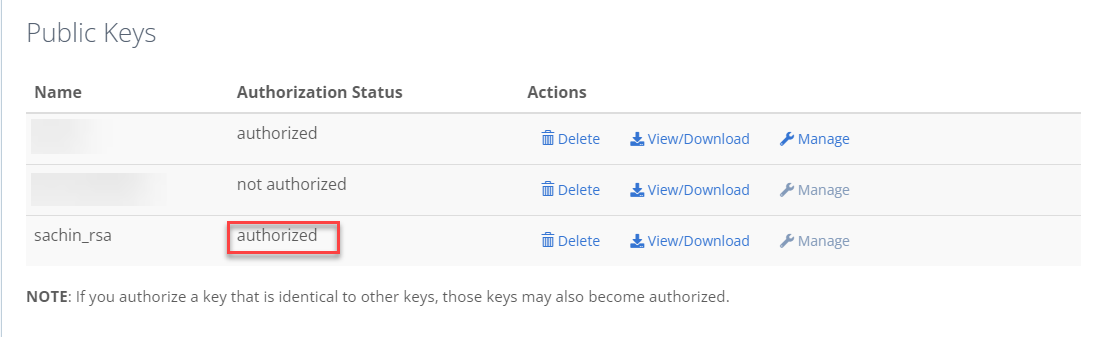 Public Keys
Name Authorization Status Actions
authorized Delete View/Download Manage
not authorized Delete View/Download Manage
sachin_rsa authorized Delete View/Download Manage
NOTE: If you authorize a key that is identical to other keys, those keys may also become authorized.